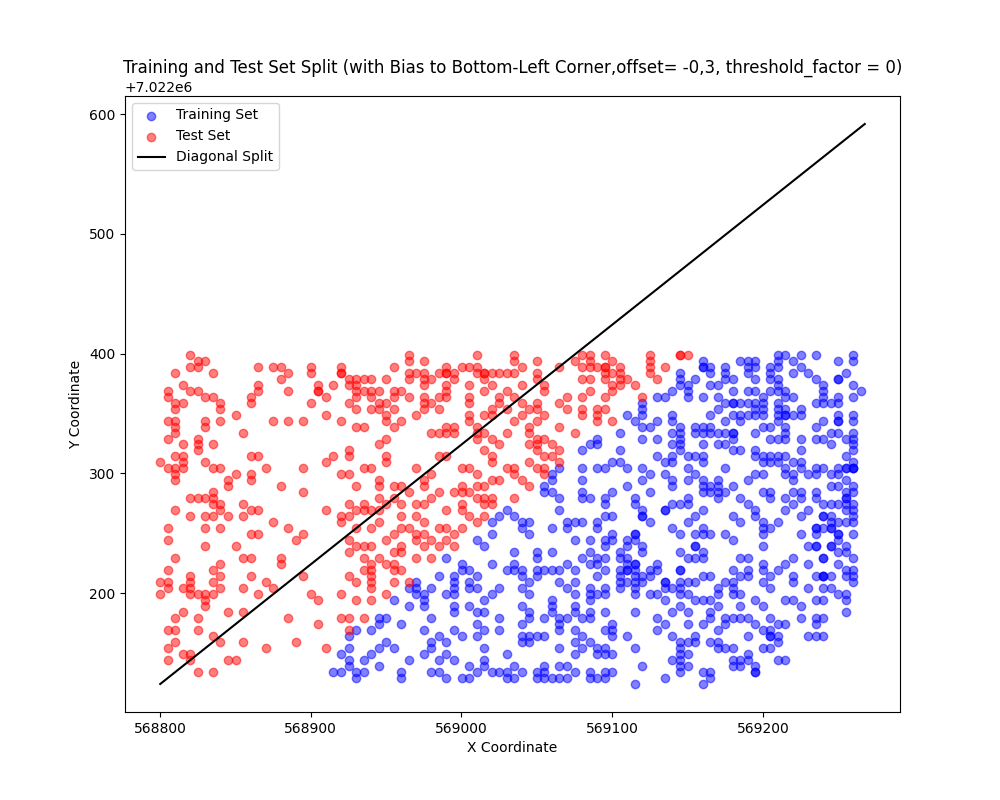 Training and Test Set Split (with Bias to Bottom-Left Corner,offset= -0,3, threshold_factor = 0)
+7.022e6
Training Set
Test Set
Diagonal Split
600
500
400
300
200
Y Coordinate
568800 568900 569000 569100 569200
X Coordinate